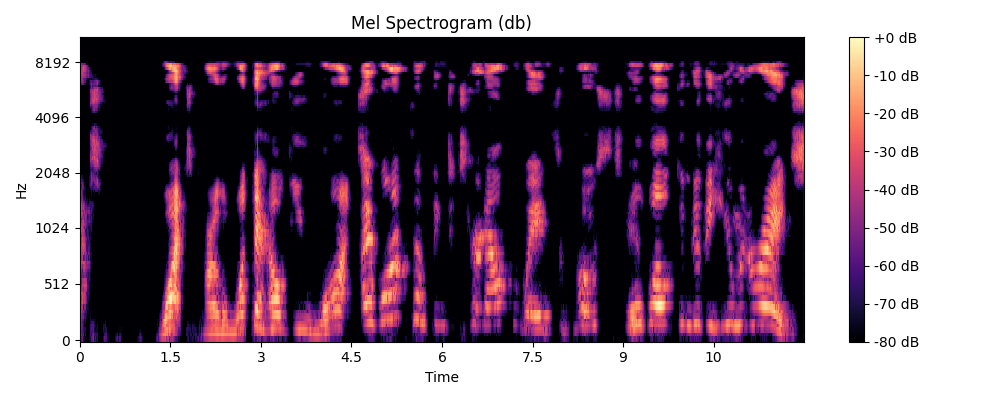 Mel Spectrogram (db)
8192
4096
2048
1024
512
0
Hz
0 1.5 3 4.5 6 7.5 9 10
Time
+0 dB
-10 dB
-20 dB
-30 dB
-40 dB
-50 dB
-60 dB
-70 dB
-80 dB